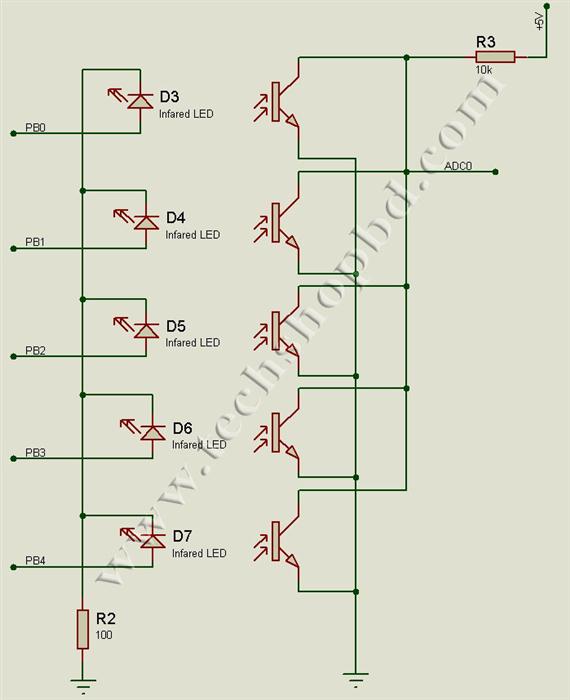 +5V
R3
10k
D3
Infared LED
PB0
ADC0
D4
Infared LED
PB1
D5
Infared LED
PB2
D6
Infared LED
PB3
D7
Infared LED
PB4
R2
100
www.techshopbd.com